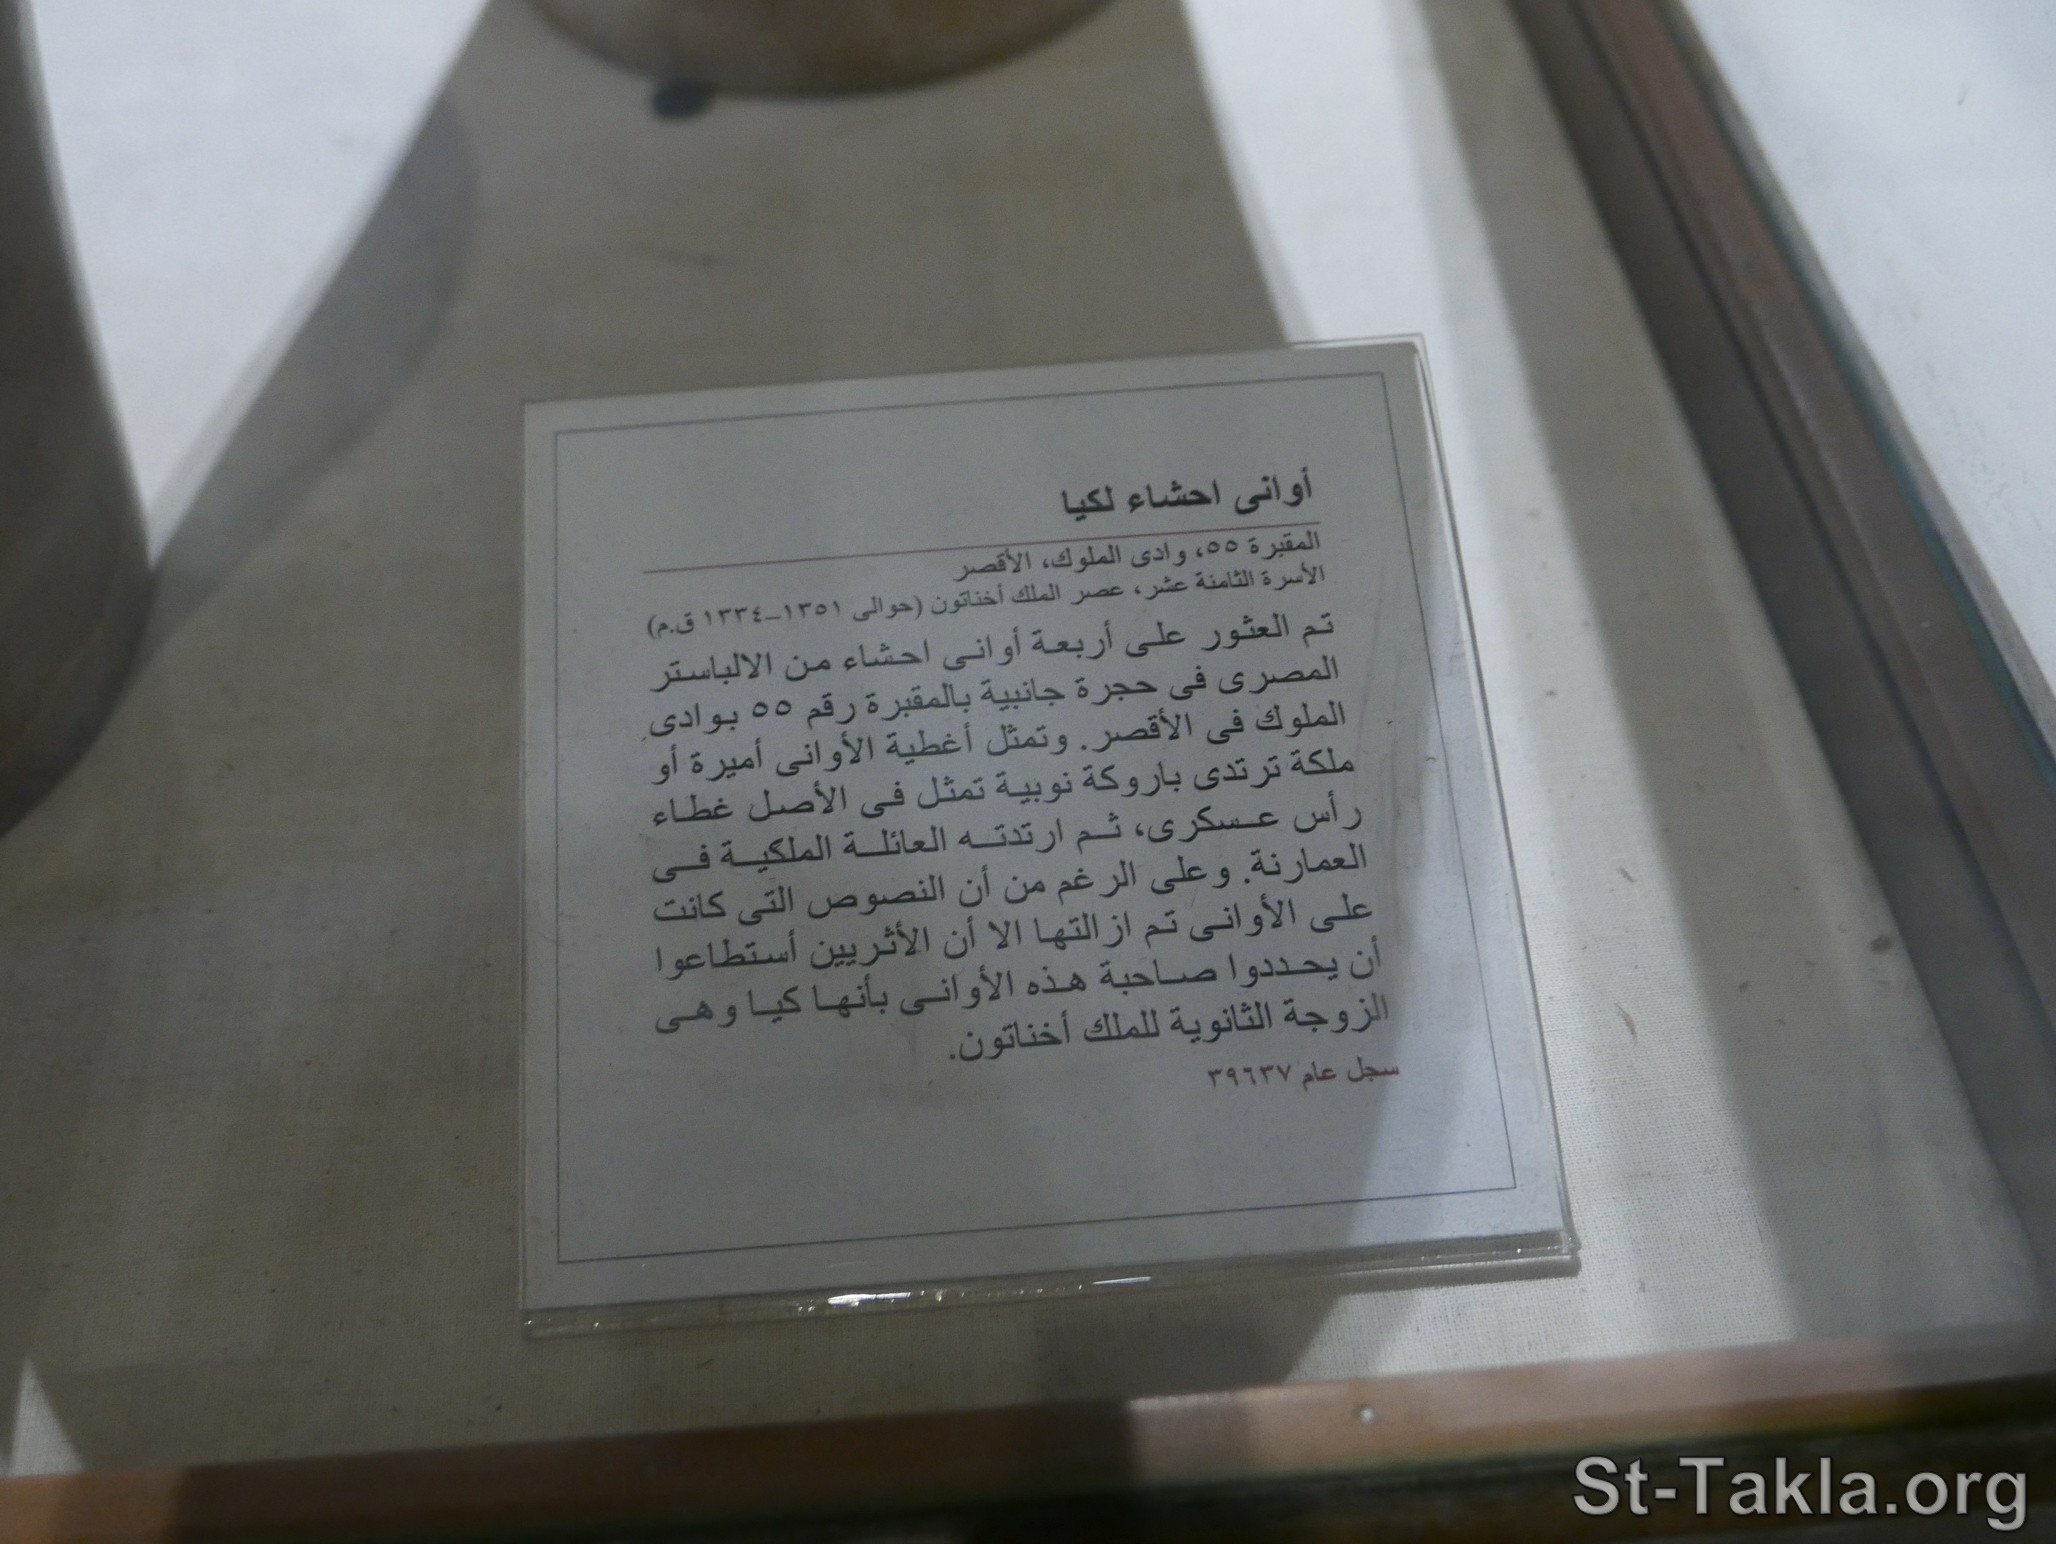 أوانى احشاء لكيا
المقبرة ٥٥، وادى الملوك، الأقصر
الأسرة الثامنة عشر، عصر الملك أخناتون (حوالى ١٣٥١-١٣٣٤ ق.م)
تم العثور على أربعة أوانى احشاء من الالباستر
المصرى فى حجرة جانبية بالمقبرة رقم ٥٥ بوادى
الملوك فى الأقصر. وتمثل أغطية الأوانى أميرة أو
ملكة ترتدى باروكة نوبية تمثل فى الأصل غطاء
رأس عسكرى، ثم ارتدته العائلة الملكية فى
العمارنة. وعلى الرغم من أن النصوص التى كانت
على الأوانى تم ازالتها الا أن الأثريين أستطاعوا
أن يحددوا صاحبة هذه الأوانى بأنها كيا وهى
الزوجة الثانوية للملك أخناتون.
سجل عام ٣٩٦٣٧
St-Takla.org